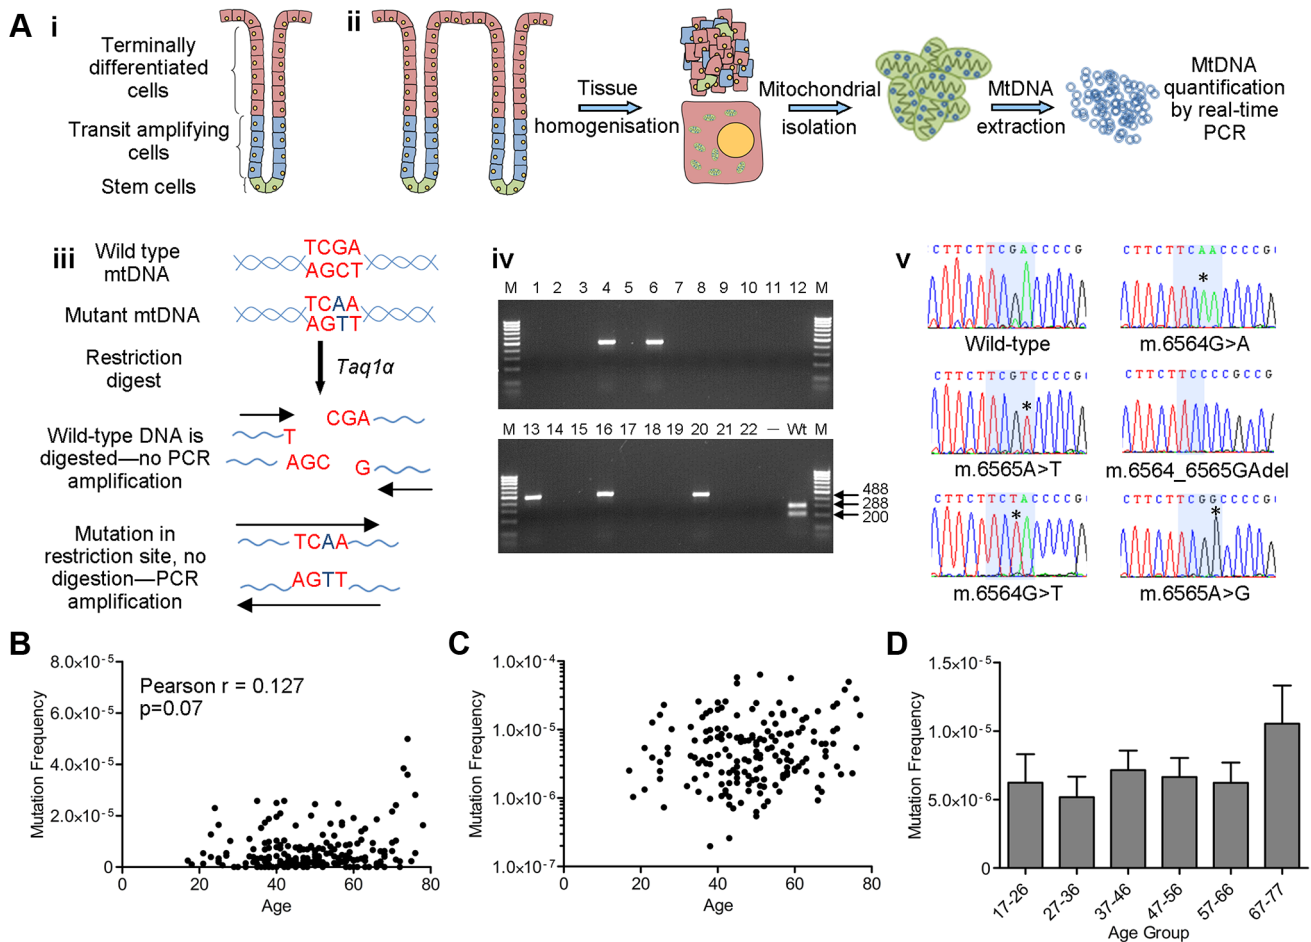 A i
Terminally
differentiated
cells
Transit amplifying
cells
Stem cells
ii
Tissue
homogenisation
Mitochondrial
isolation
MtDNA
extraction
MtDNA
quantification
by real-time
PCR
iii
Wild type
mtDNA
TCGA
AGCT
Mutant mtDNA
TCAA
AGTT
Restriction
digest
Taq1α
Wild-type DNA is
digested—no PCR
amplification
CGA
T
AGC
G
Mutation in
restriction site, no
digestion—PCR
amplification
TCAA
AGTT
iv
M 1 2 3 4 5 6 7 8 9 10 11 12 M
M 13 14 15 16 17 18 19 20 21 22 — Wt M
488
288
200
v
C T T C T T C G A C C C C G
Wild-type
C T T C T T C A A C C C C G
*
m.6564G>A
C T T C T T C G T C C C C G
*
m.6565A>T
C T T C T T C C C C G C C G
m.6564_6565GAdel
C T T C T T C T A C C C C G
*
m.6564G>T
C T T C T T C G G C C C C G
*
m.6565A>G
B
Mutation Frequency
8.0x10-5
6.0x10-5
4.0x10-5
2.0x10-5
0
Pearson r = 0.127
p=0.07
0 20 40 60 80
Age
C
Mutation Frequency
1.0x10-4
1.0x10-5
1.0x10-6
1.0x10-7
0 20 40 60 80
Age
D
Mutation Frequency
1.5x10-5
1.0x10-5
5.0x10-6
0
17-26 27-36 37-46 47-56 57-66 67-77
Age Group